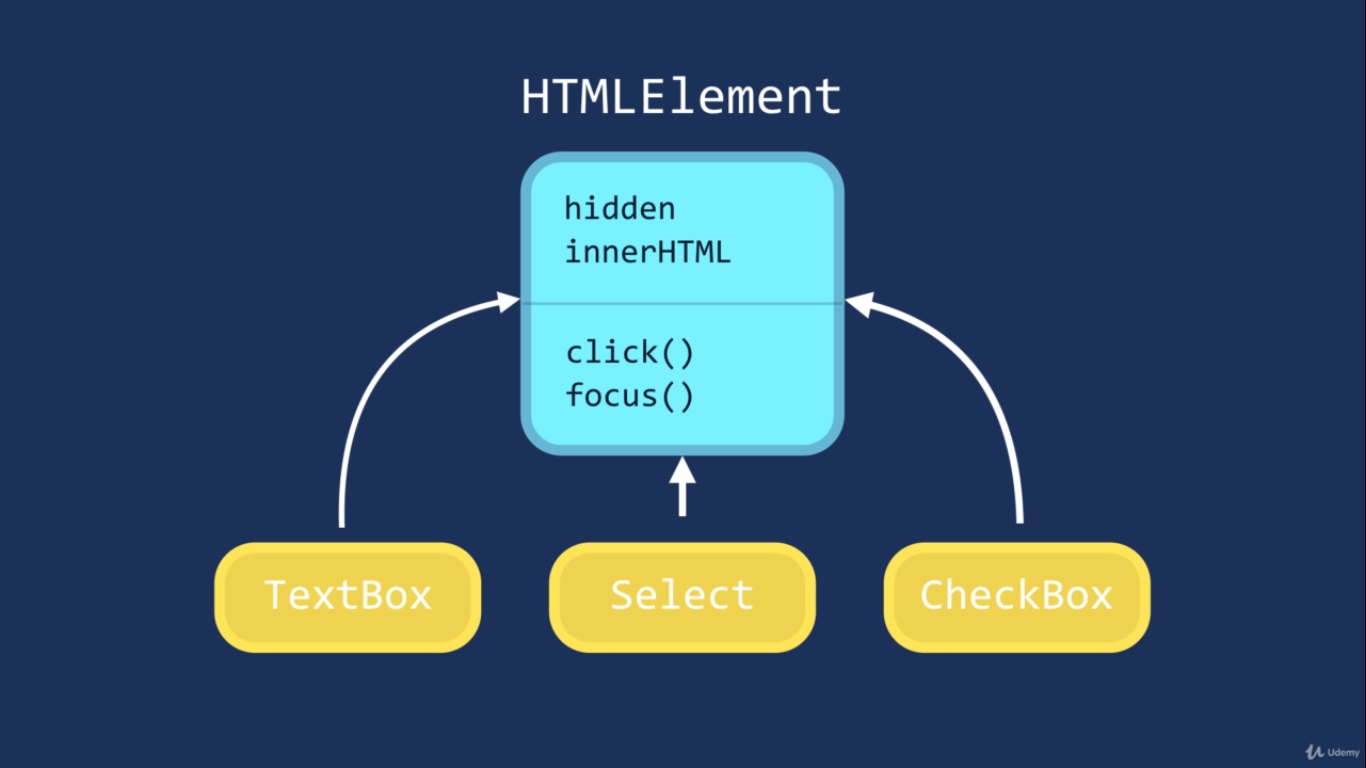 HTMLElement
hidden
innerHTML
click()
focus()
TextBox
Select
CheckBox
Udemy